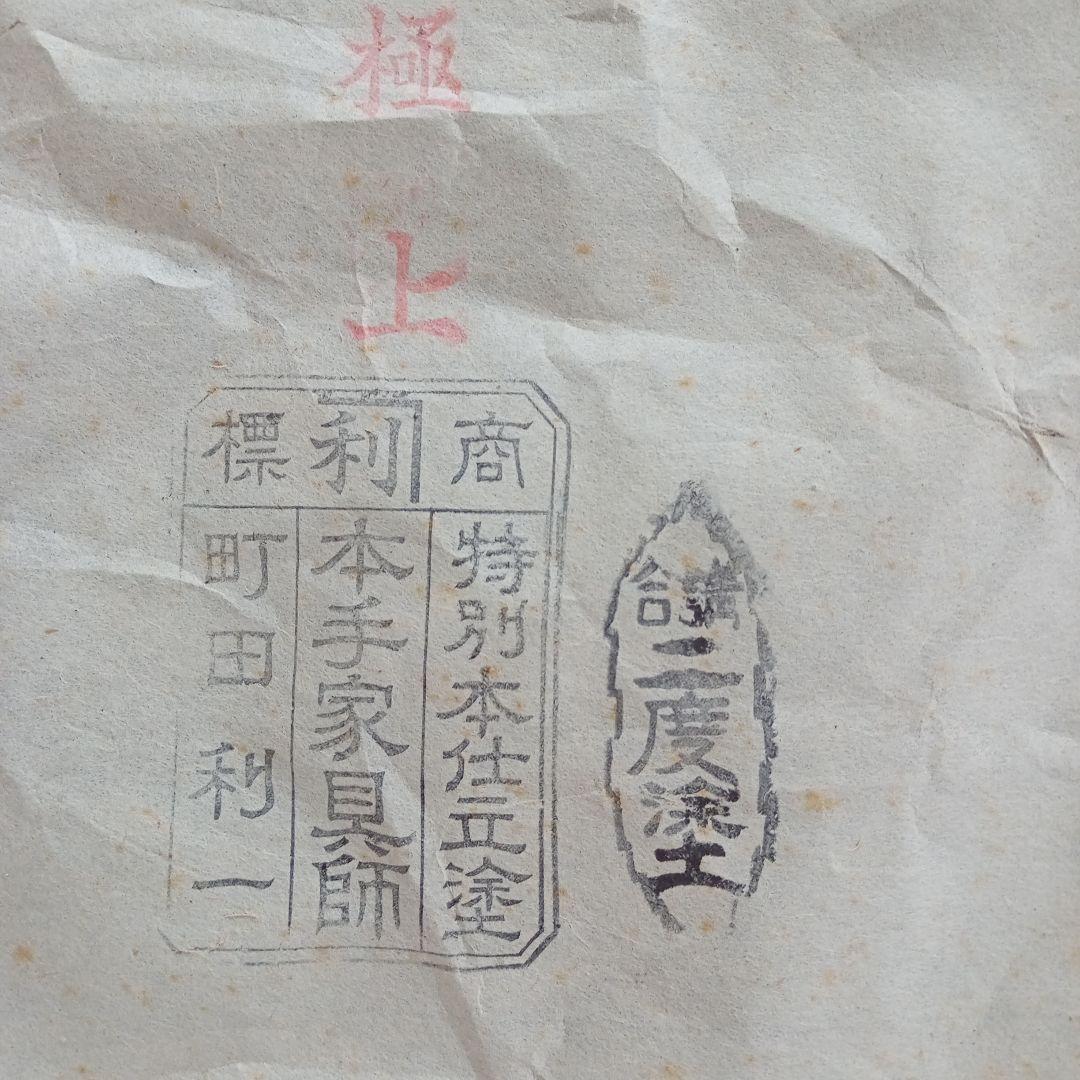 極上
商利標
特別本仕立塗
本手家具師
町田利一
二度塗